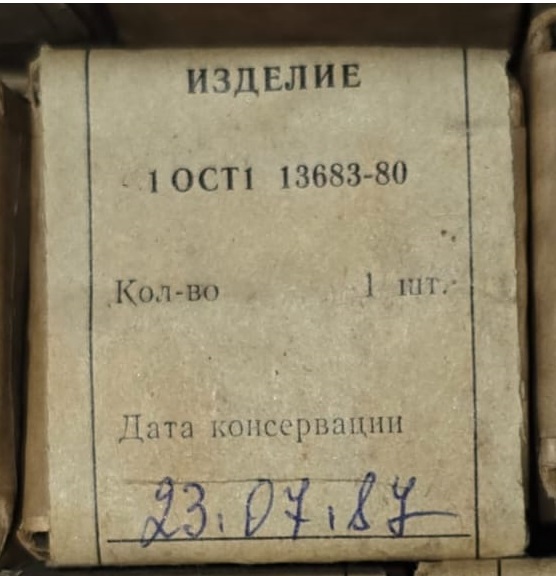 ИЗДЕЛИЕ
1 ОСТ1 13683-80
Кол-во 1 шт.
Дата консервации
23.07.87